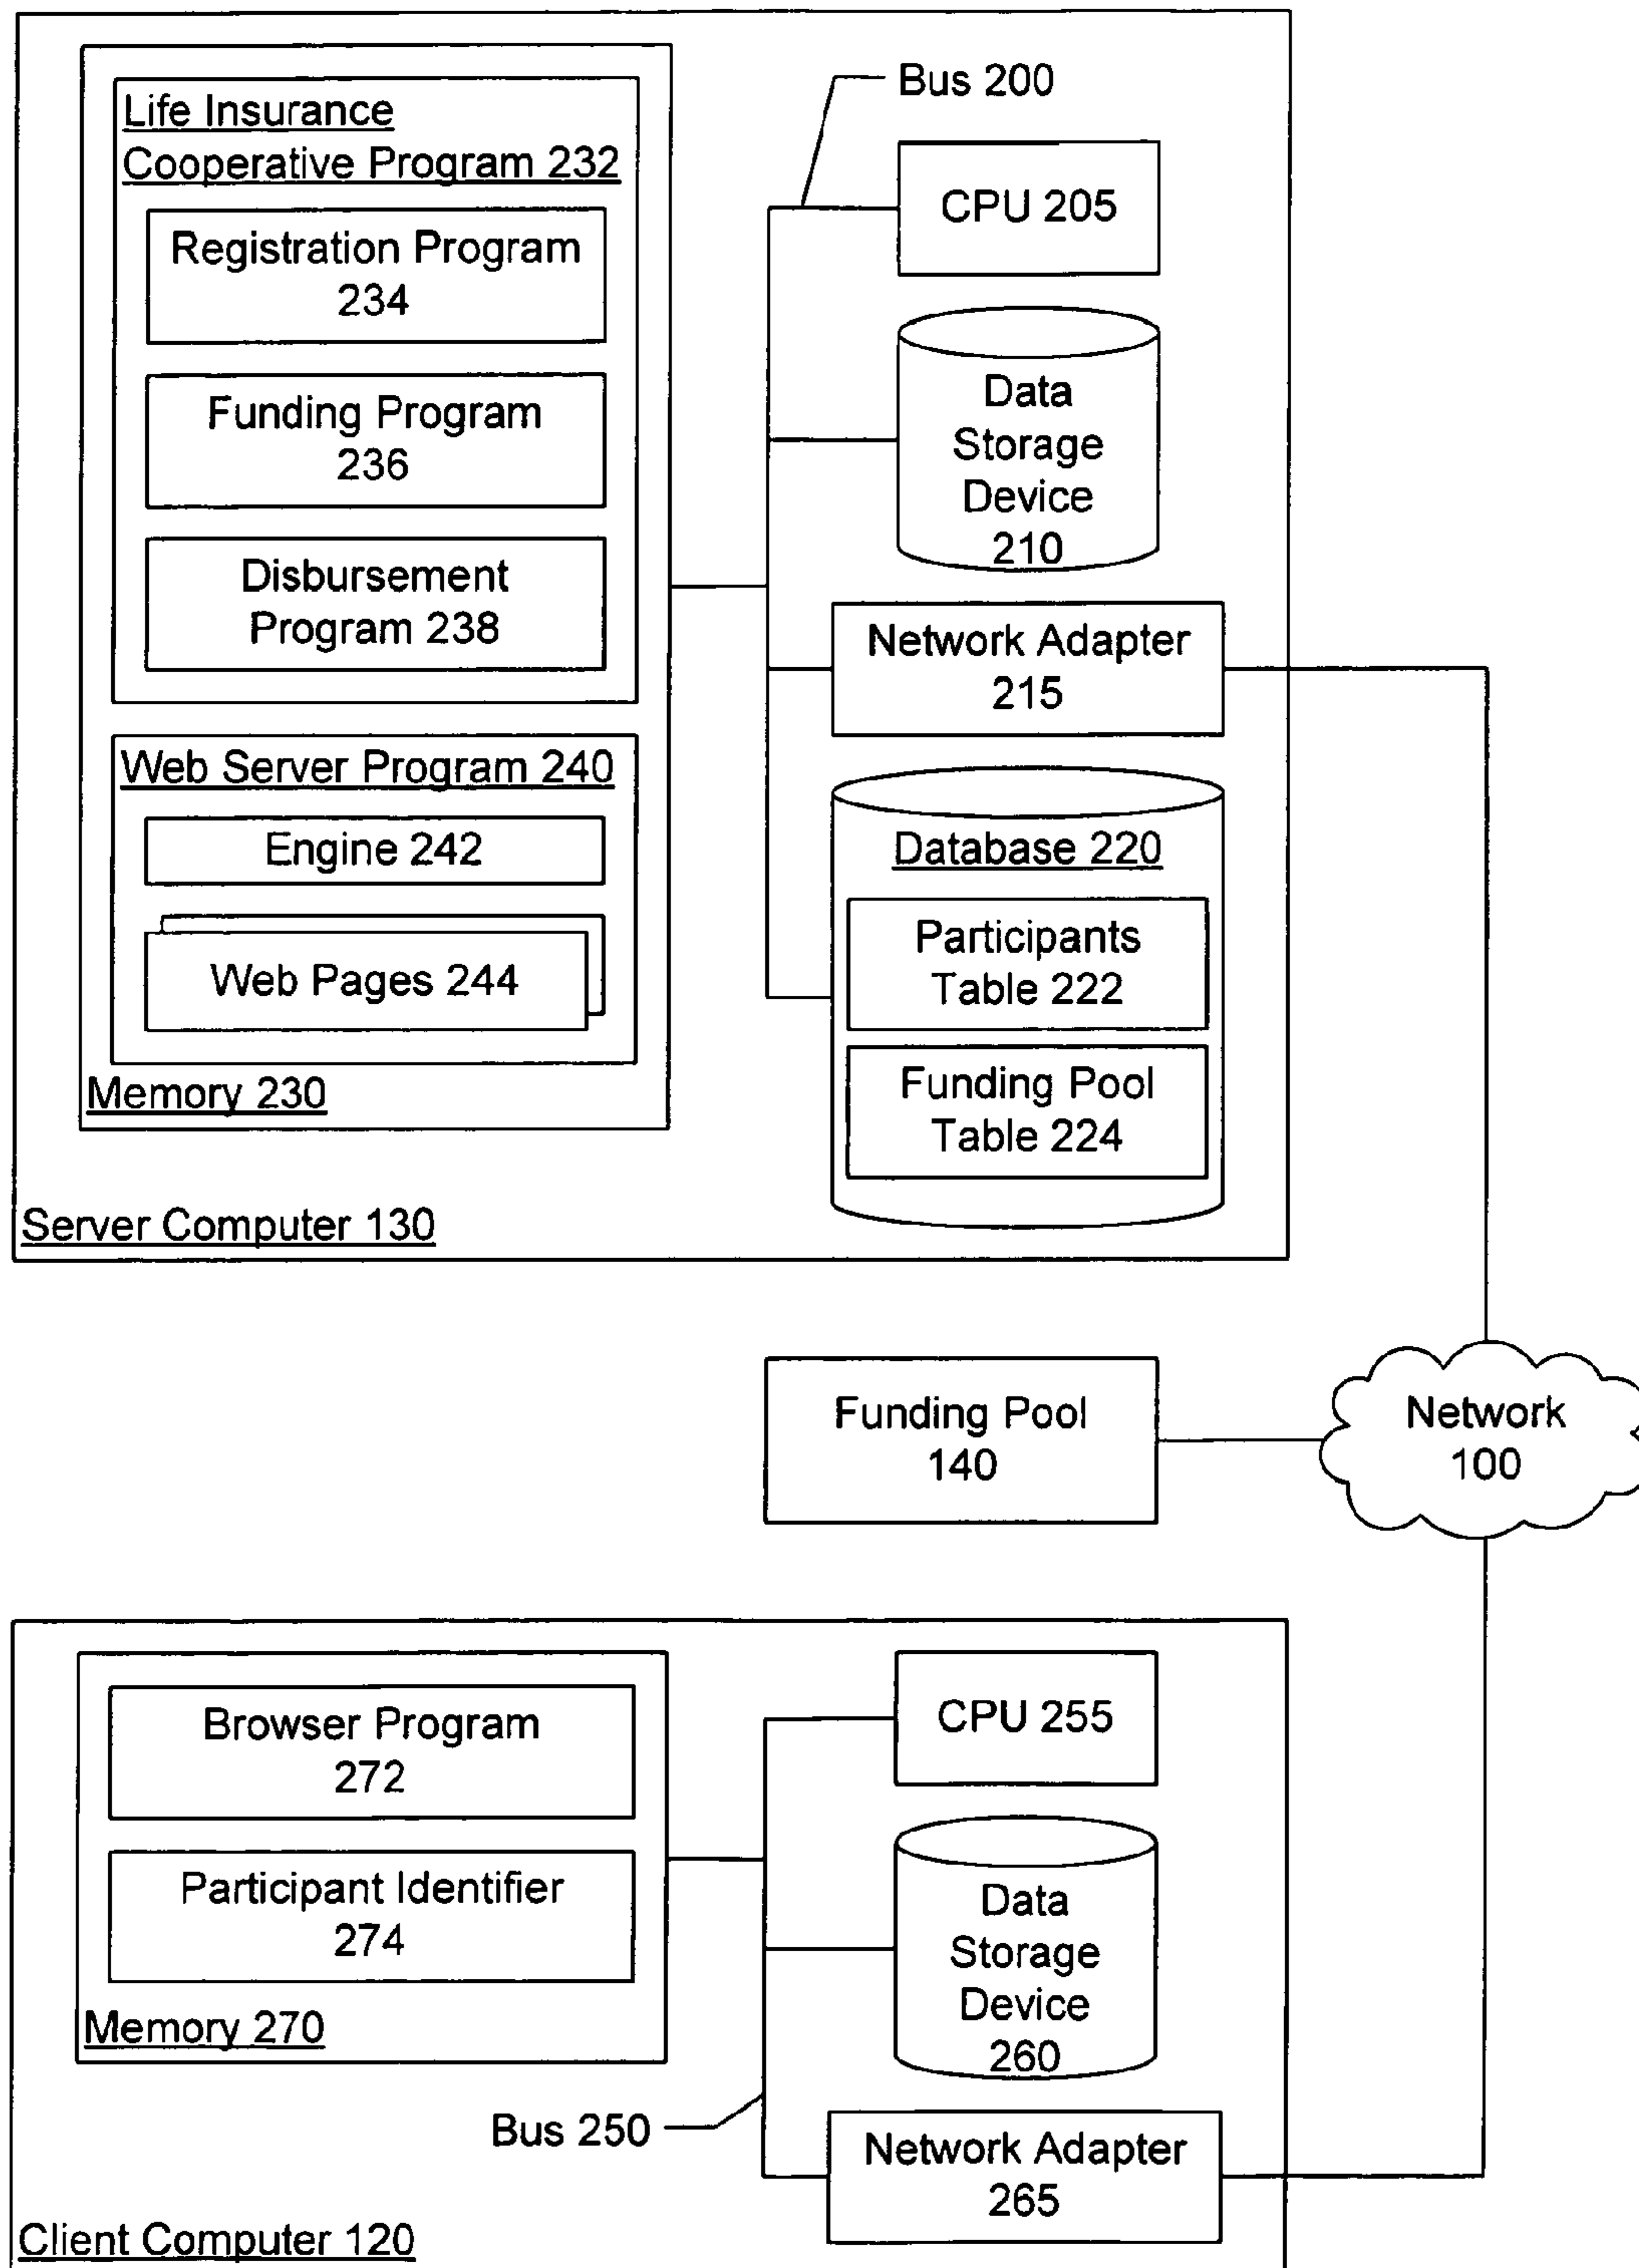 Life Insurance
Cooperative Program 232
Registration Program
234
Funding Program
236
Disbursement
Program 238
Web Server Program 240
Engine 242
Web Pages 244
Memory 230
Server Computer 130
Bus 200
CPU 205
Data
Storage
Device
210
Network Adapter
215
Database 220
Participants
Table 222
Funding Pool
Table 224
Funding Pool
140
Network
100
Browser Program
272
Participant Identifier
274
Memory 270
Bus 250
CPU 255
Data
Storage
Device
260
Network Adapter
265
Client Computer 120